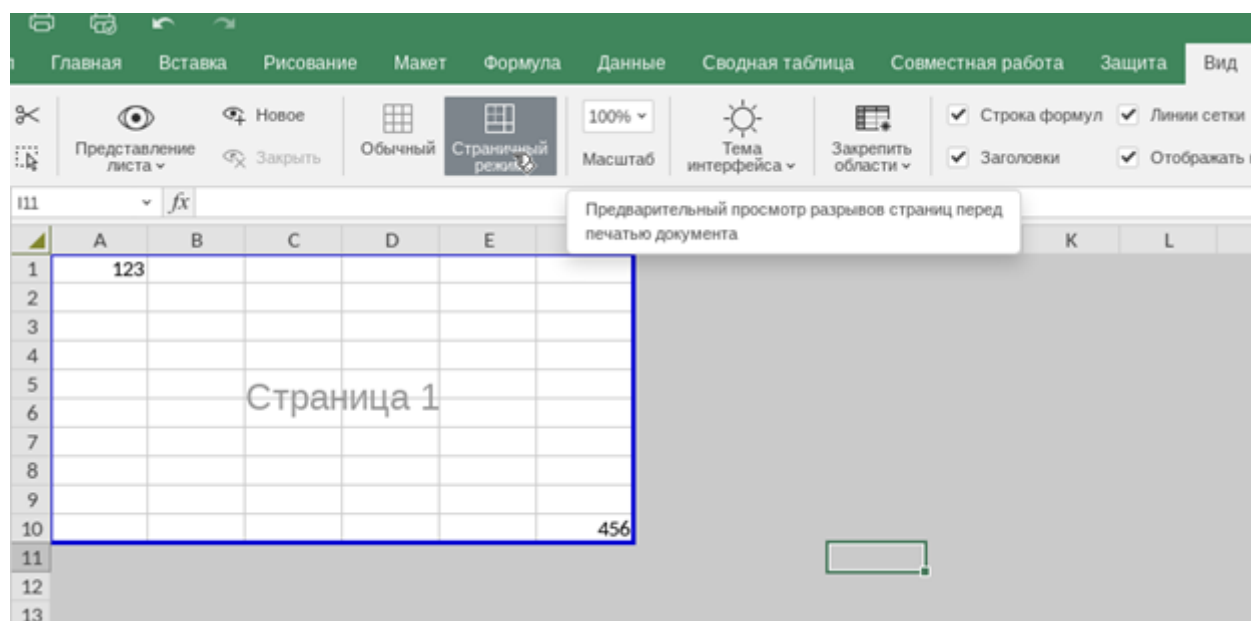 Главная Вставка Рисование Макет Формула Данные Сводная таблица Совместная работа Защита Вид
Представление листа
Новое
Закрыть
Обычный
Страничный режим
100%
Масштаб
Тема интерфейса
Закрепить области
Строка формул
Заголовки
Линии сетки
Отображать
I11 fx
Предварительный просмотр разрывов страниц перед
печатью документа
A B C D E K L
1 123
2
3
4
5
Страница 1
6
7
8
9
10 456
11
12
13